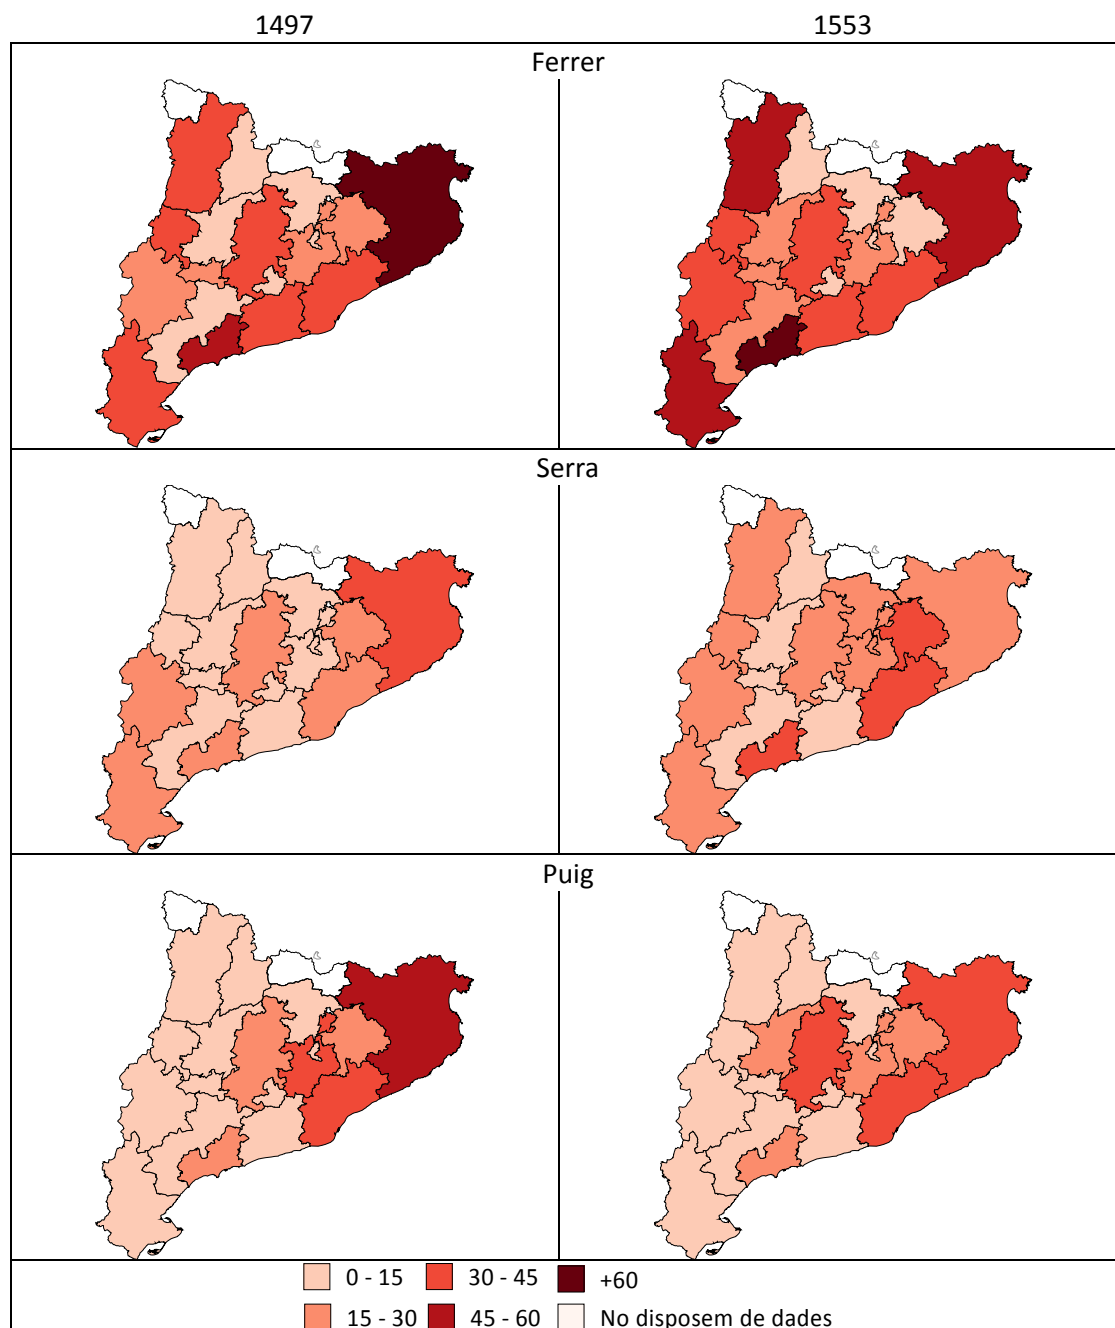 1497 1553
Ferrer
Serra
Puig
0 - 15 30 - 45 +60
15 - 30 45 - 60 No disposem de dades